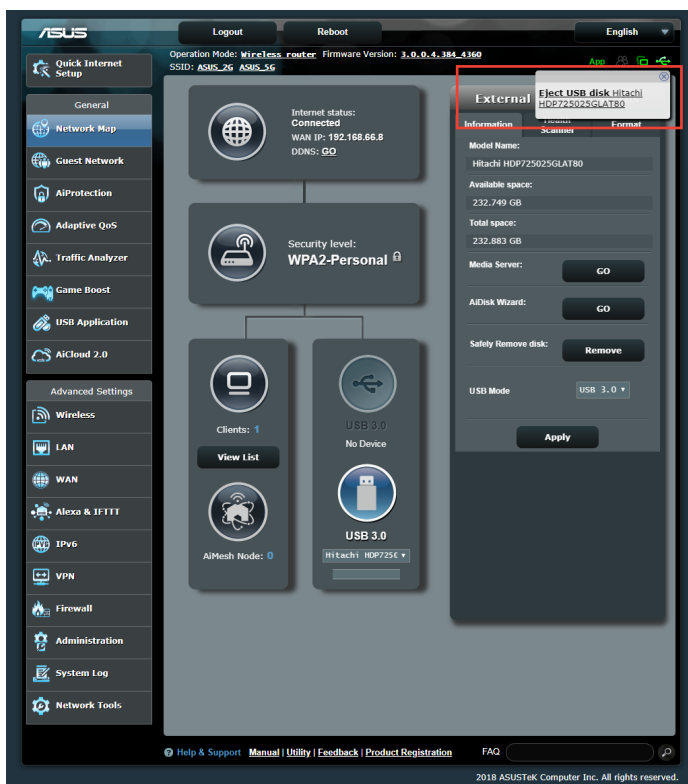 ASUS
Logout
Reboot
English
Operation Mode: Wireless router Firmware Version: 3.0.0.4.384_4360
SSID: ASUS_2G ASUS_5G
App
Quick Internet
Setup
General
Network Map
Guest Network
AiProtection
Adaptive QoS
Traffic Analyzer
Game Boost
USB Application
AiCloud 2.0
Advanced Settings
Wireless
LAN
WAN
Alexa & IFTTT
IPv6
VPN
Firewall
Administration
System Log
Network Tools
Internet status:
Connected
WAN IP: 192.168.66.8
DDNS: GO
Security level:
WPA2-Personal
Clients: 1
View List
AiMesh Node: 0
USB 3.0
No Device
USB 3.0
Hitachi HDP725
External
Eject USB disk Hitachi
HDP725025GLAT80
Information
Health
Scanner
Format
Model Name:
Hitachi HDP725025GLAT80
Available space:
232.749 GB
Total space:
232.883 GB
Media Server:
GO
AiDisk Wizard:
GO
Safely Remove disk:
Remove
USB Mode
USB 3.0
Apply
Help & Support Manual | Utility | Feedback | Product Registration
FAQ
2018 ASUSTeK Computer Inc. All rights reserved.